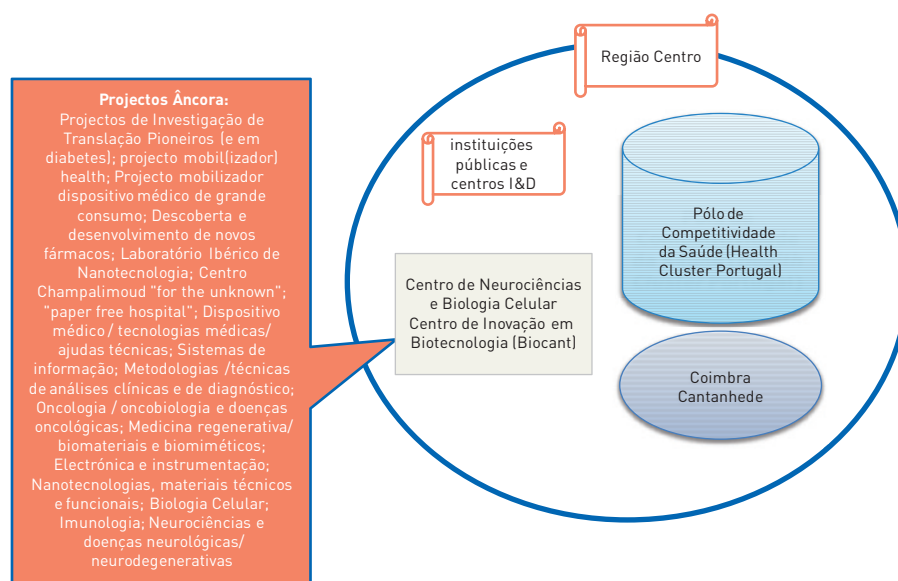 Região Centro
Projectos Âncora:
Projectos de Investigação de
Translação Pioneiros (e em
diabetes); projecto mobil(izador)
health; Projecto mobilizador
dispositivo médico de grande
consumo; Descoberta e
desenvolvimento de novos
fármacos; Laboratório Ibérico de
Nanotecnologia; Centro
Champalimoud "for the unknown";
"paper free hospital"; Dispositivo
médico / tecnologias médicas/
ajudas técnicas; Sistemas de
informação; Metodologias /técnicas
de análises clínicas e de diagnóstico;
Oncologia / oncobiologia e doenças
oncológicas; Medicina regenerativa/
biomateriais e biomiméticos;
Electrónica e instrumentação;
Nanotecnologias, materiais técnicos
e funcionais; Biologia Celular;
Imunologia; Neurociências e
doenças neurológicas/
neurodegenerativas
instituições
públicas e
centros I&D
Centro de Neurociências
e Biologia Celular
Centro de Inovação em
Biotecnologia (Biocant)
Pólo de
Competitividade
da Saúde (Health
Cluster Portugal)
Coimbra
Cantanhede